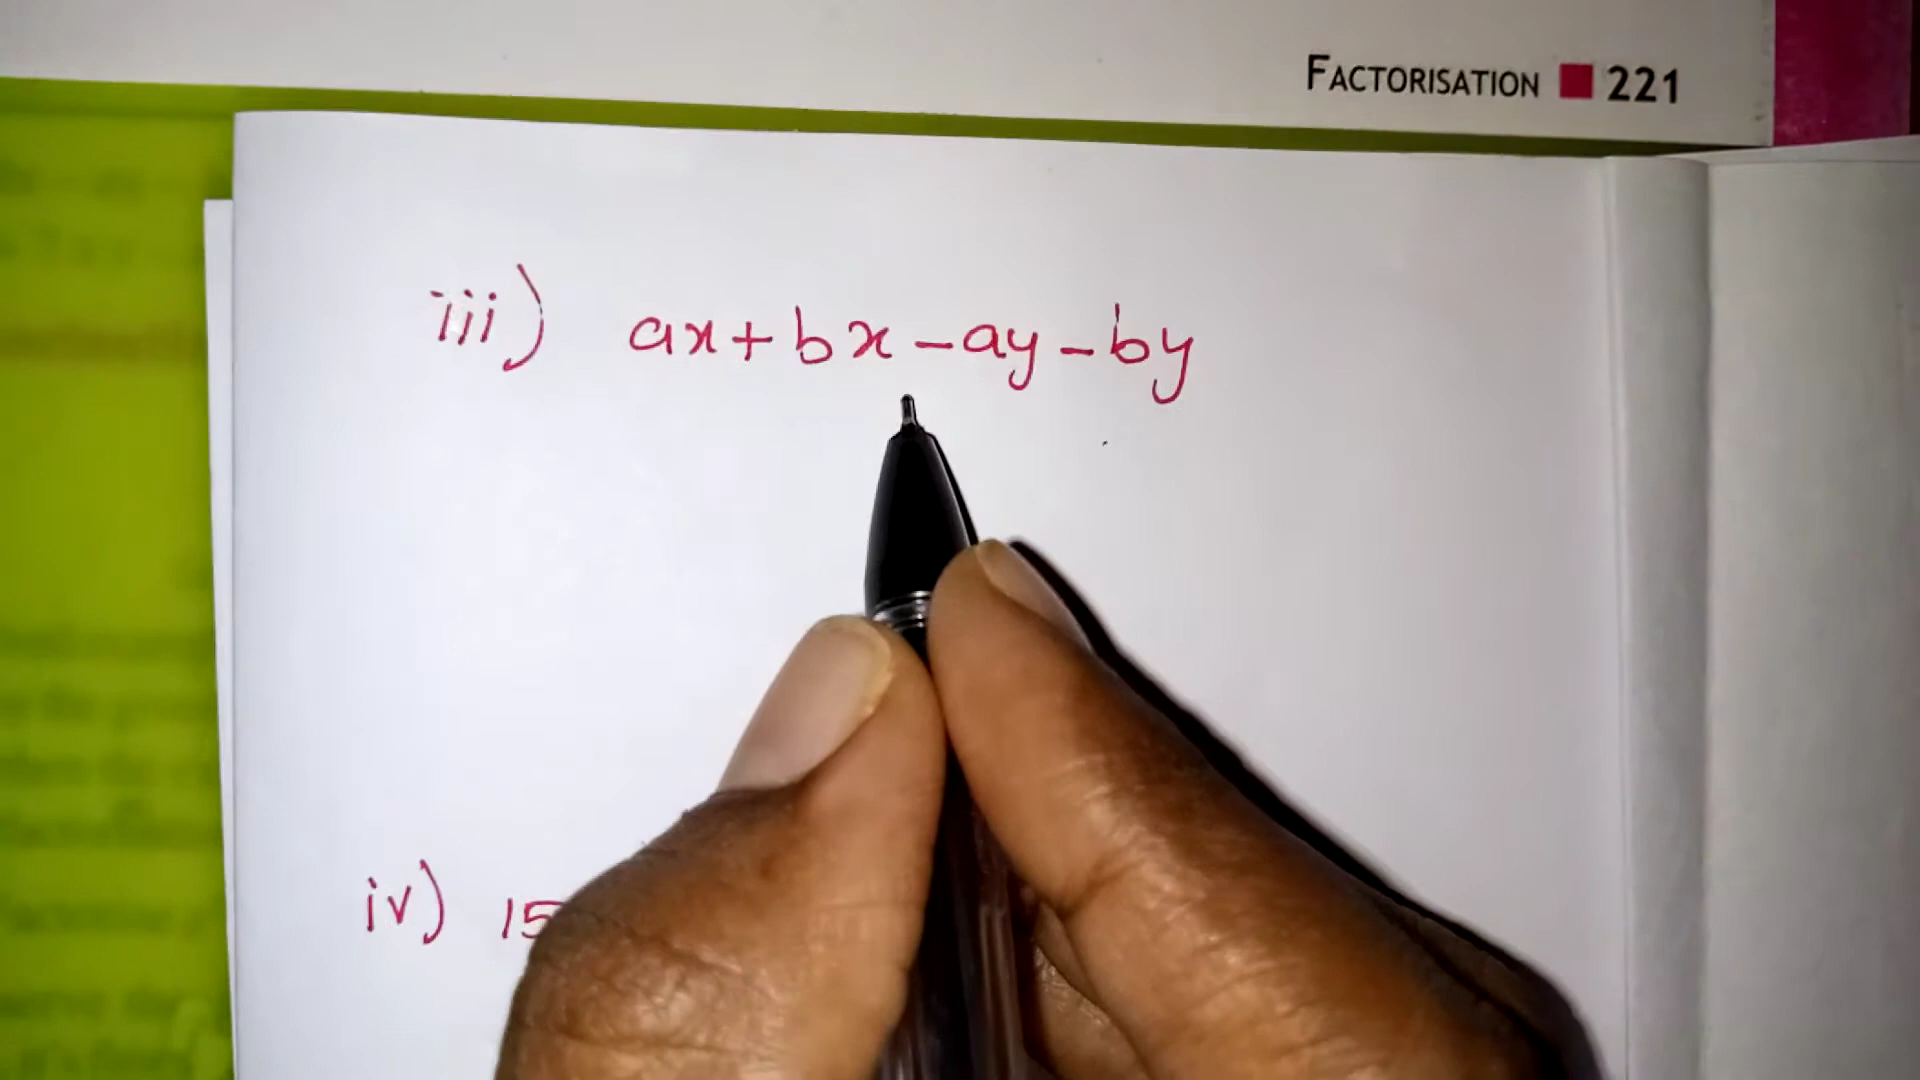 FACTORISATION ■ 221
iii) ax+bx-ay-by
iv) 15